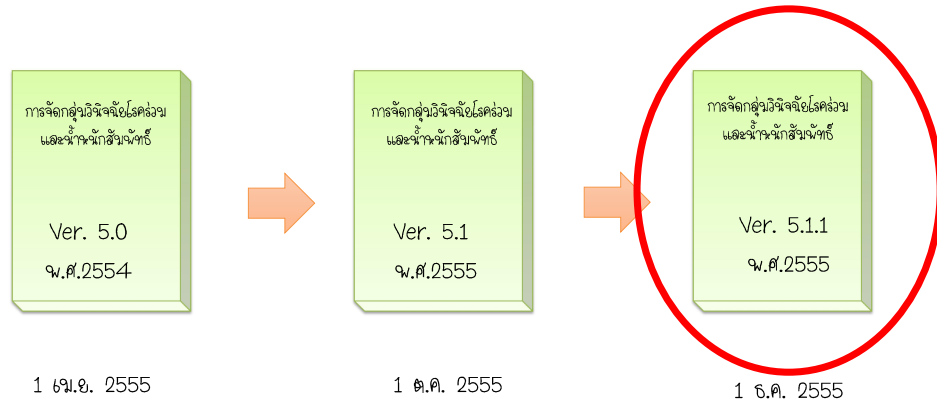 การจัดกลุ่มวินิจฉัยโรคร่วม
และน้ำหนักสัมพัทธ์
Ver. 5.0
พ.ศ.2554
1 เม.ย. 2555
การจัดกลุ่มวินิจฉัยโรคร่วม
และน้ำหนักสัมพัทธ์
Ver. 5.1
พ.ศ.2555
1 ต.ค. 2555
การจัดกลุ่มวินิจฉัยโรคร่วม
และน้ำหนักสัมพัทธ์
Ver. 5.1.1
พ.ศ.2555
1 ธ.ค. 2555